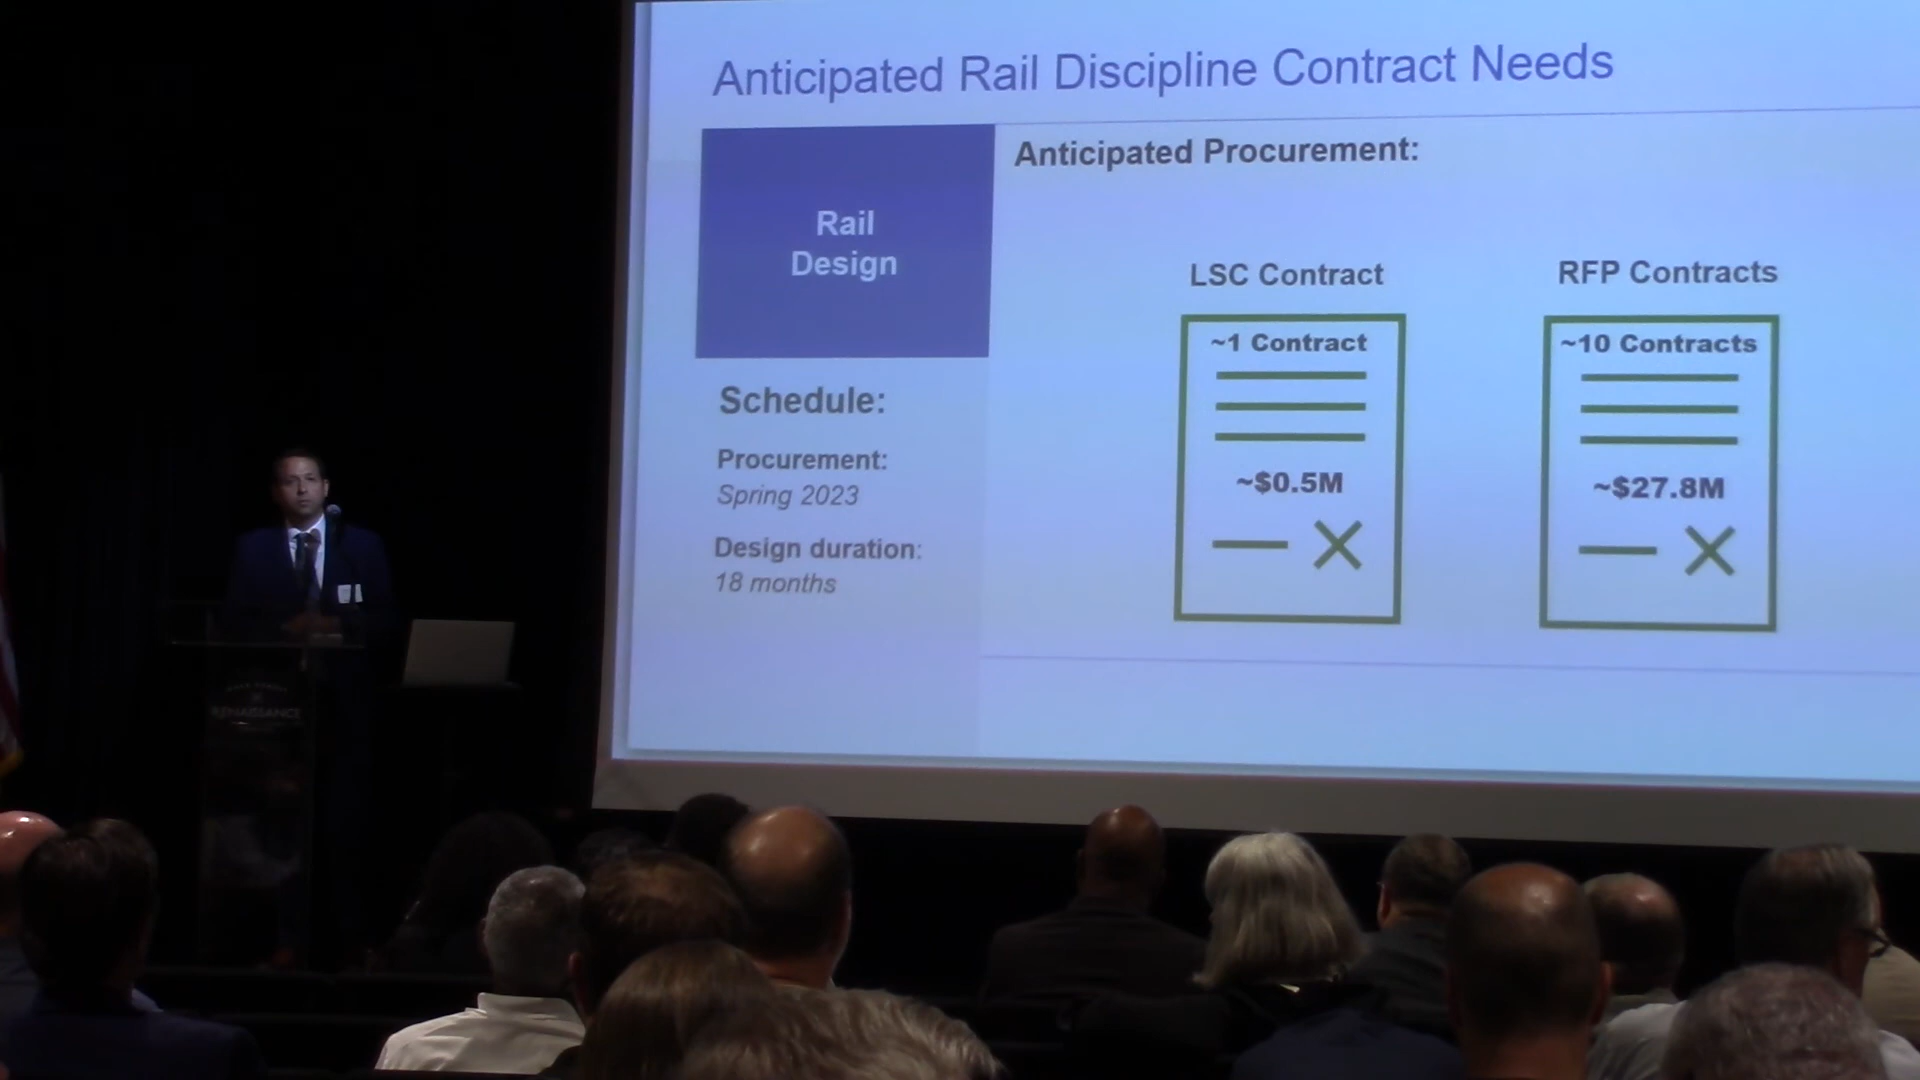 Anticipated Rail Discipline Contract Needs
Rail
Design
Anticipated Procurement:
LSC Contract
RFP Contracts
~1 Contract
~10 Contracts
~$0.5M
~$27.8M
Schedule:
Procurement:
Spring 2023
Design duration:
18 months
RENAISSANCE